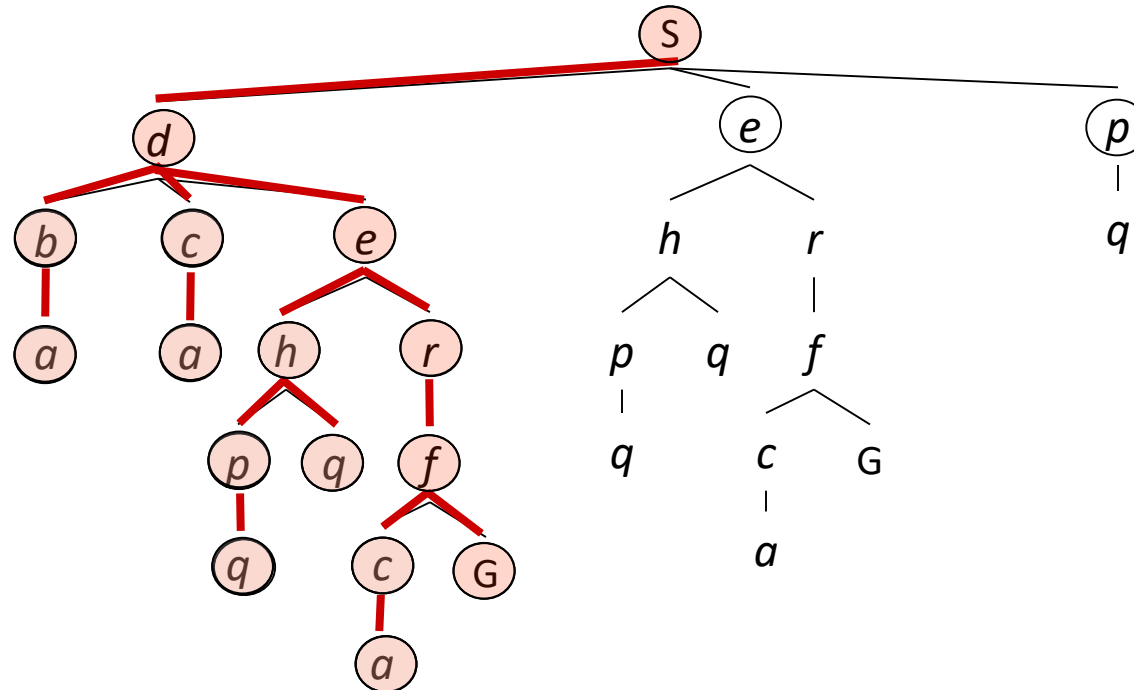 S
d e p
b c e h r q
a a h r p q f
p q f q c G
q c G a
a